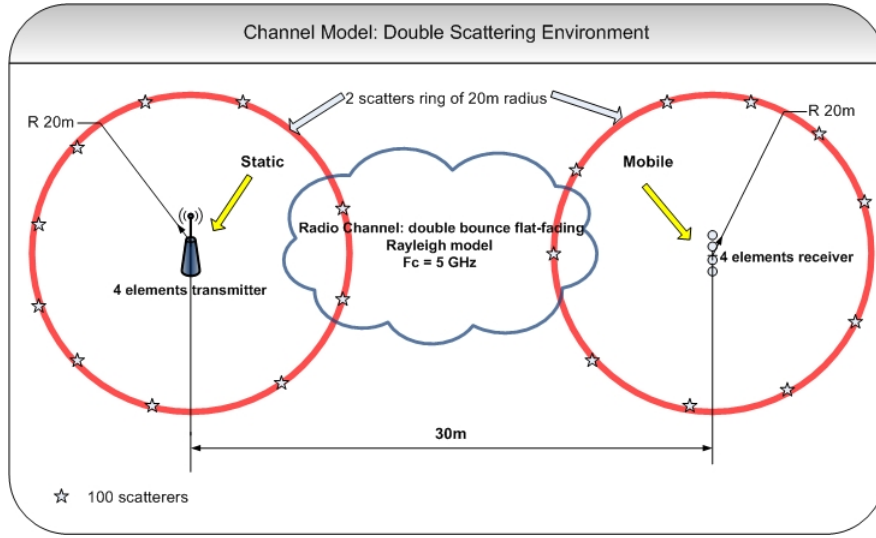 Channel Model: Double Scattering Environment
2 scatters ring of 20m radius
R 20m
R 20m
Static
Mobile
Radio Channel: double bounce flat-fading
Rayleigh model
Fc = 5 GHz
4 elements transmitter
4 elements receiver
30m
100 scatterers